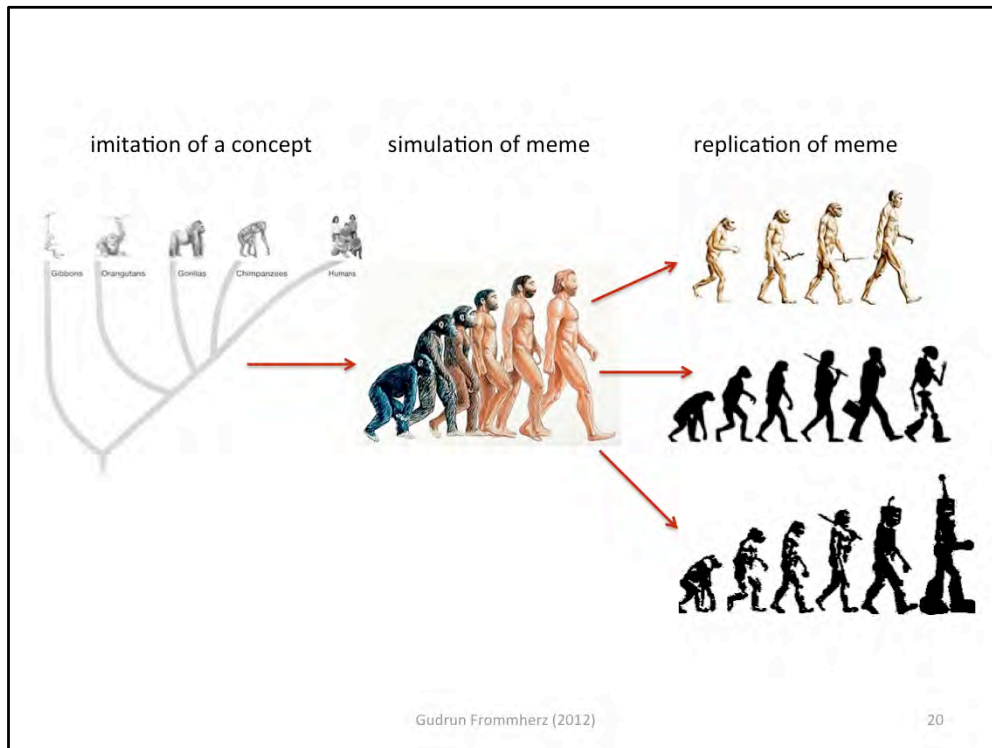 imitation of a concept simulation of meme replication of meme
Gibbons Orangutans Gorillas Chimpanzees Humans
Gudrun Frommherz (2012) 20